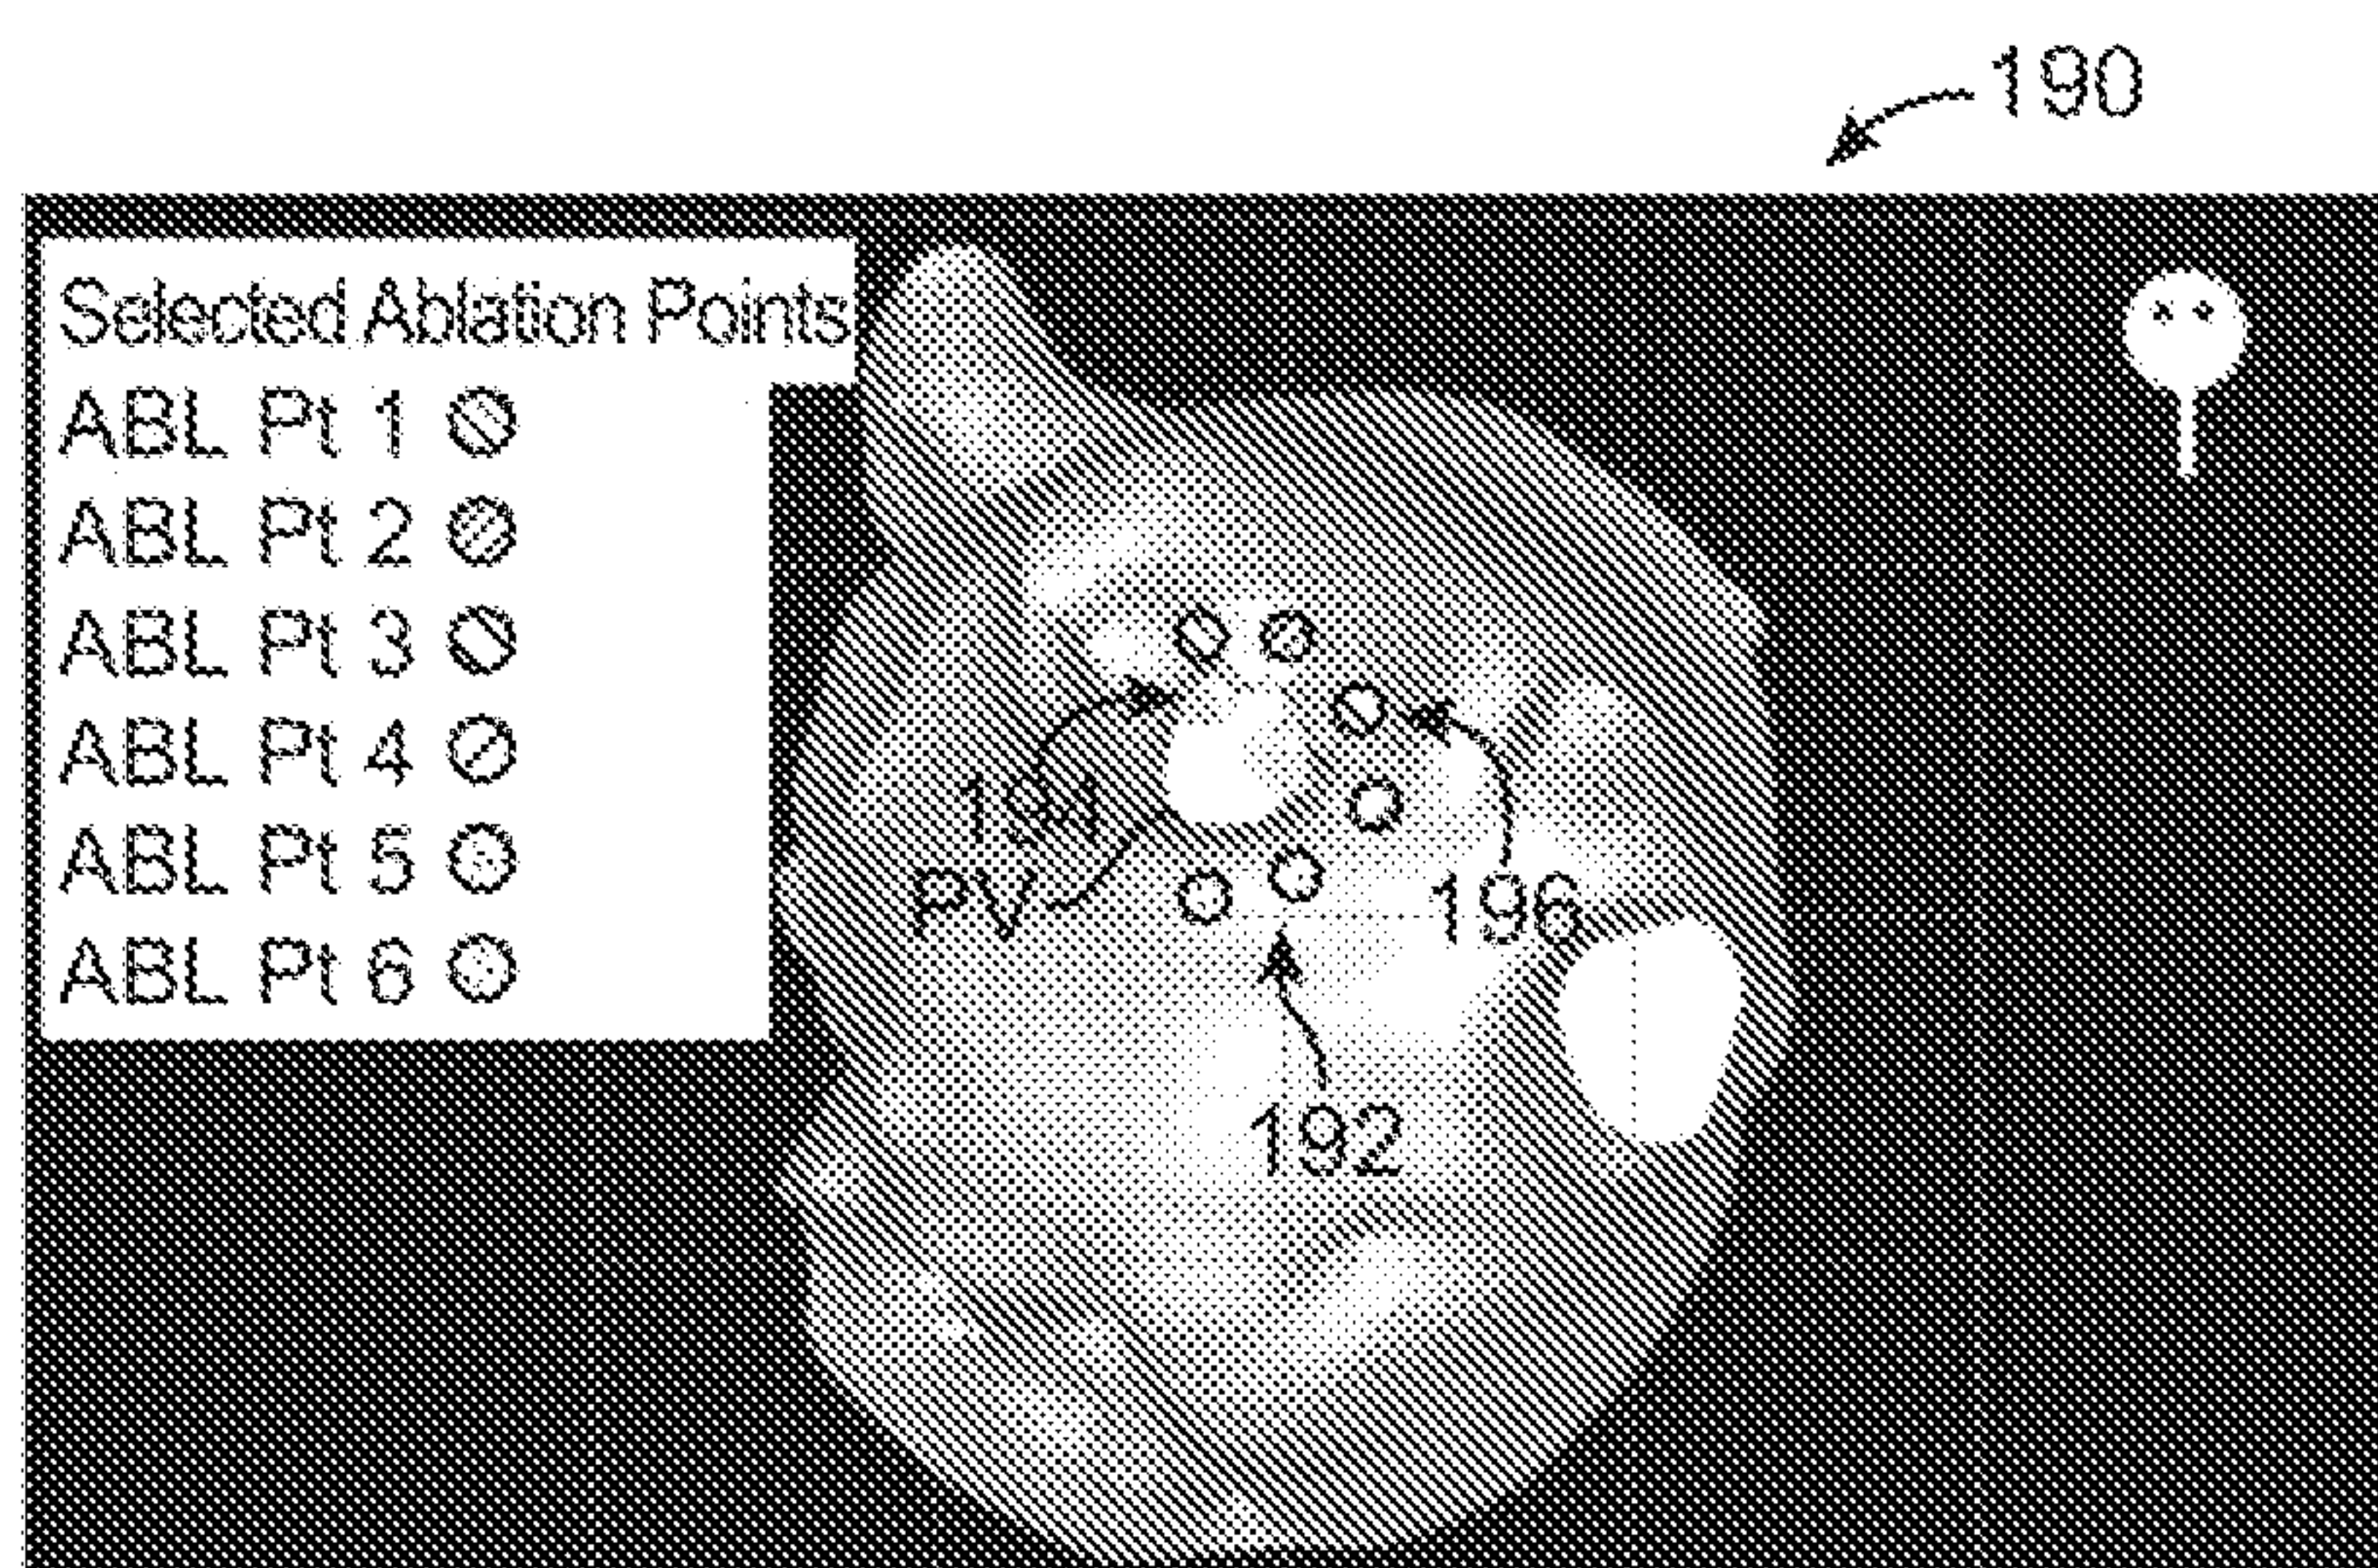 190
Selected Ablation Points
ABL Pt 1
ABL Pt 2
ABL Pt 3
ABL Pt 4
ABL Pt 5
ABL Pt 6
194
PV
196
192